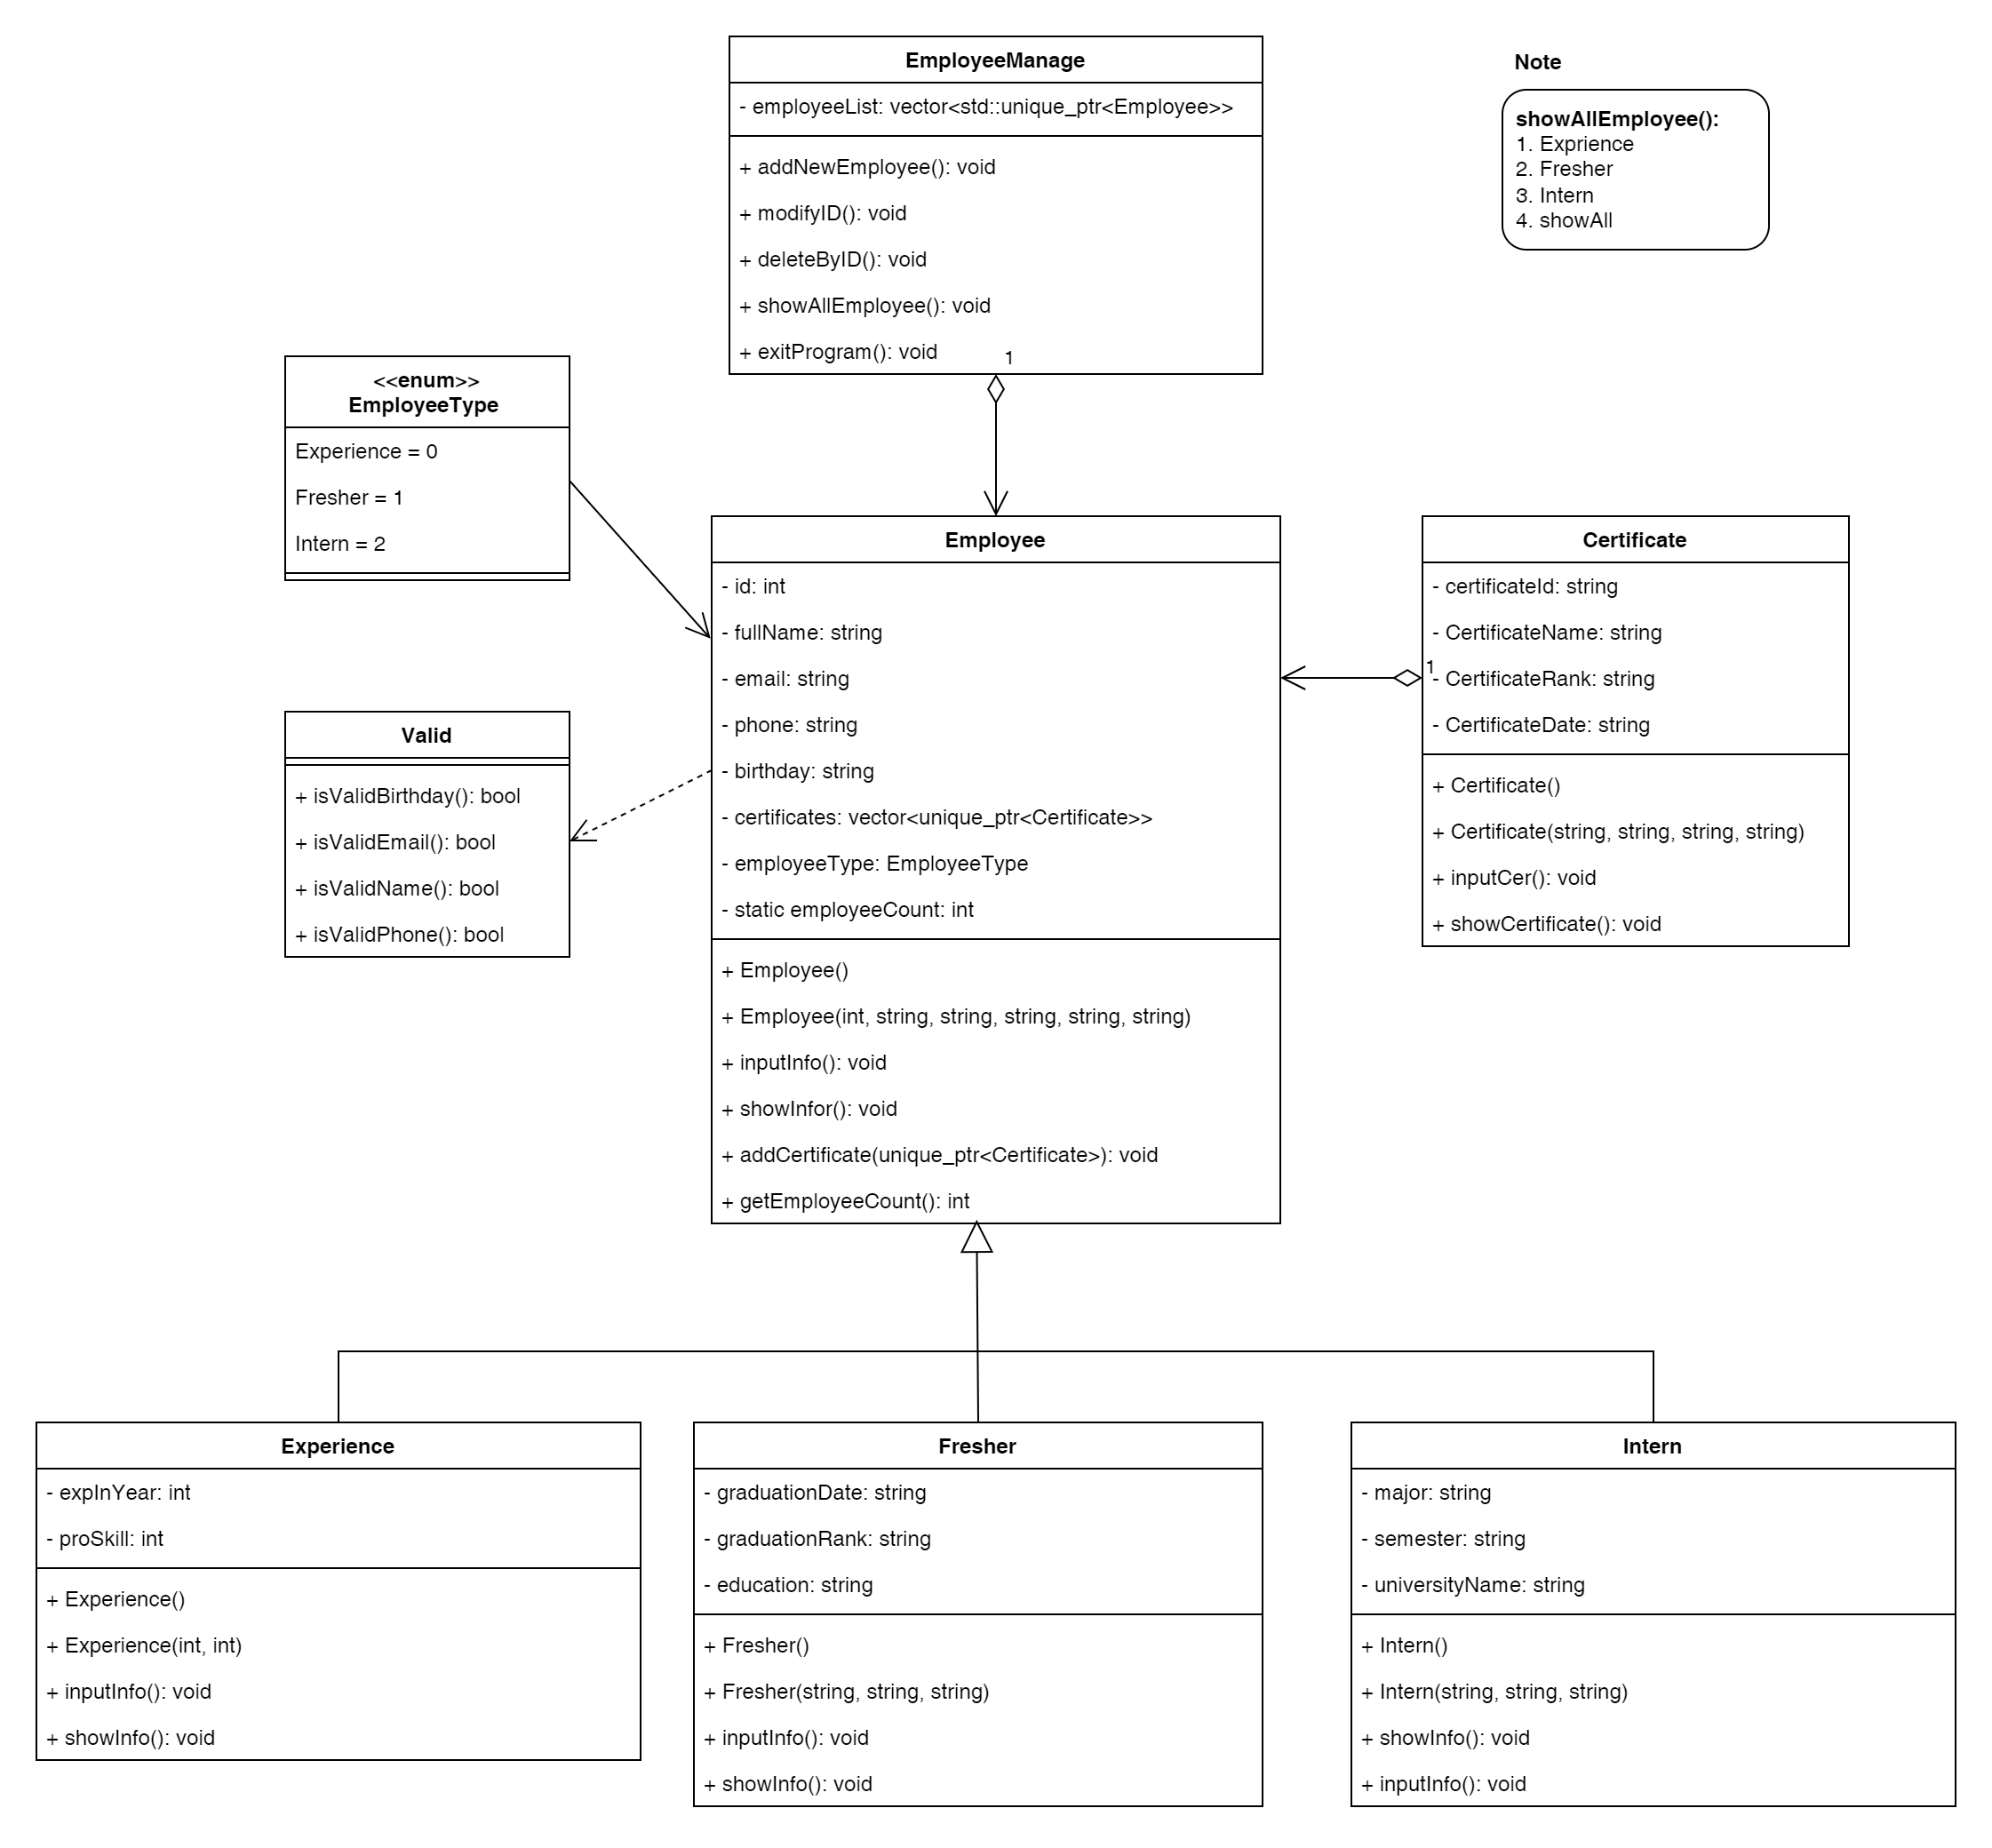 EmployeeManage
- employeeList: vector<std::unique_ptr<Employee>>
+ addNewEmployee(): void
+ modifyID(): void
+ deleteByID(): void
+ showAllEmployee(): void
+ exitProgram(): void
1
Note
showAllEmployee():
1. Exprience
2. Fresher
3. Intern
4. showAll
<<enum>>
EmployeeType
Experience = 0
Fresher = 1
Intern = 2
Valid
+ isValidBirthday(): bool
+ isValidEmail(): bool
+ isValidName(): bool
+ isValidPhone(): bool
Employee
- id: int
- fullName: string
- email: string
- phone: string
- birthday: string
- certificates: vector<unique_ptr<Certificate>>
- employeeType: EmployeeType
- static employeeCount: int
+ Employee()
+ Employee(int, string, string, string, string, string)
+ inputInfo(): void
+ showInfor(): void
+ addCertificate(unique_ptr<Certificate>): void
+ getEmployeeCount(): int
Certificate
- certificateId: string
- CertificateName: string
1
- CertificateRank: string
- CertificateDate: string
+ Certificate()
+ Certificate(string, string, string, string)
+ inputCer(): void
+ showCertificate(): void
Experience
- expInYear: int
- proSkill: int
+ Experience()
+ Experience(int, int)
+ inputInfo(): void
+ showInfo(): void
Fresher
- graduationDate: string
- graduationRank: string
- education: string
+ Fresher()
+ Fresher(string, string, string)
+ inputInfo(): void
+ showInfo(): void
Intern
- major: string
- semester: string
- universityName: string
+ Intern()
+ Intern(string, string, string)
+ showInfo(): void
+ inputInfo(): void